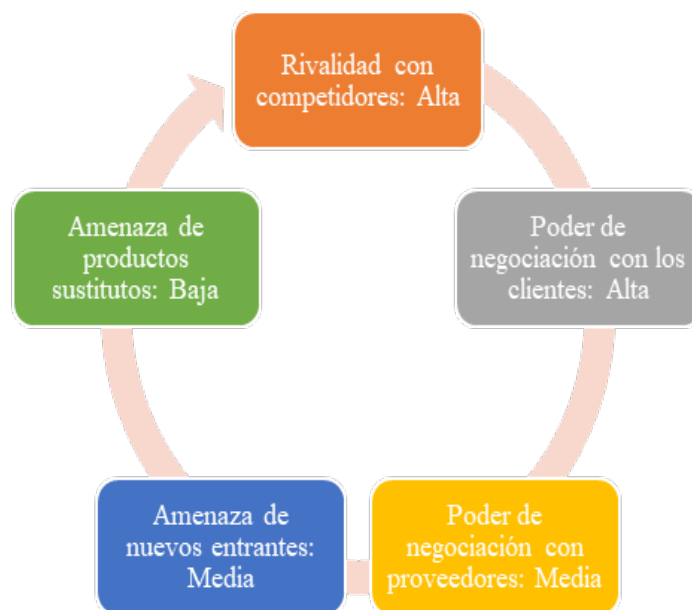 Rivalidad con
competidores: Alta
Poder de
negociación con los
clientes: Alta
Poder de
negociación con
proveedores: Media
Amenaza de
nuevos entrantes:
Media
Amenaza de
productos
sustitutos: Baja